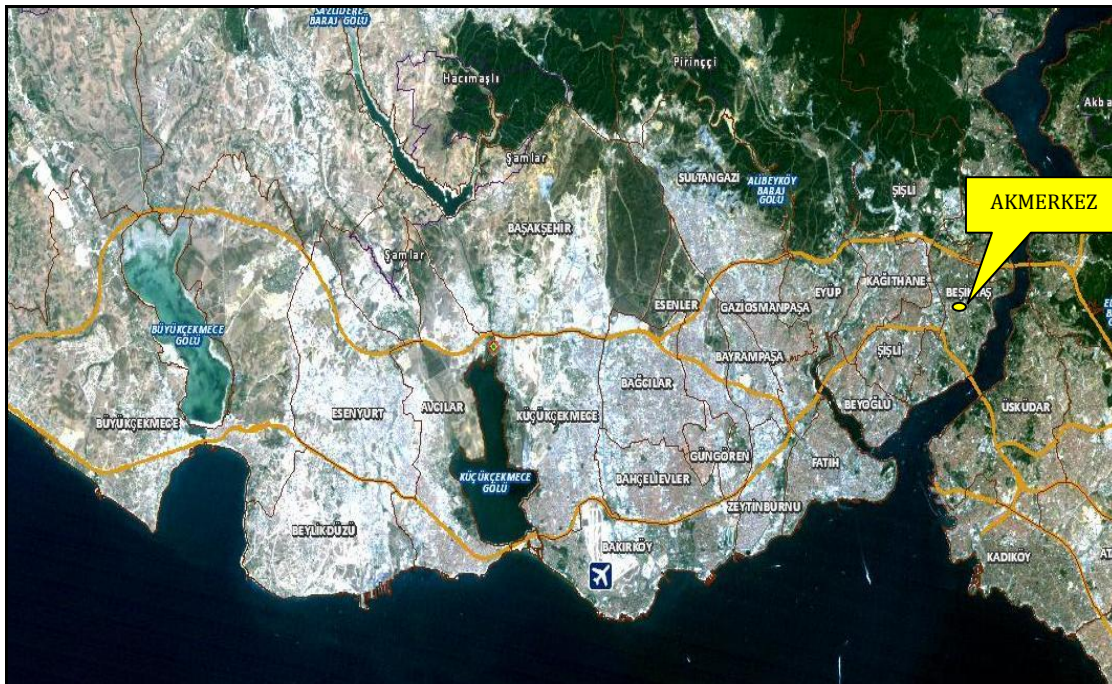 SAZLIDERE
BARAJ GÖLÜ
Hacımaşlı
Pirinççi
Şamlar
SULTANGAZİ
ALİBEYKÖY
BARAJ
GÖLÜ
ŞİŞLİ
AKMERKEZ
BAŞAKŞEHİR
Şamlar
KAĞITHANE
EYÜP
BEŞİKTAŞ
ESENLER
GAZİOSMANPAŞA
BÜYÜKÇEKMECE
GÖLÜ
BAYRAMPAŞA
ŞİŞLİ
BAĞCILAR
BEYOĞLU
ÜSKÜDAR
AVCILAR
ESENYURT
KÜÇÜKÇEKMECE
BÜYÜKÇEKMECE
GÜNGÖREN
FATİH
KÜÇÜKÇEKMECE
GÖLÜ
BAHÇELİEVLER
ZEYTİNBURNU
BEYLİKDÜZÜ
BAKIRKÖY
KADIKÖY